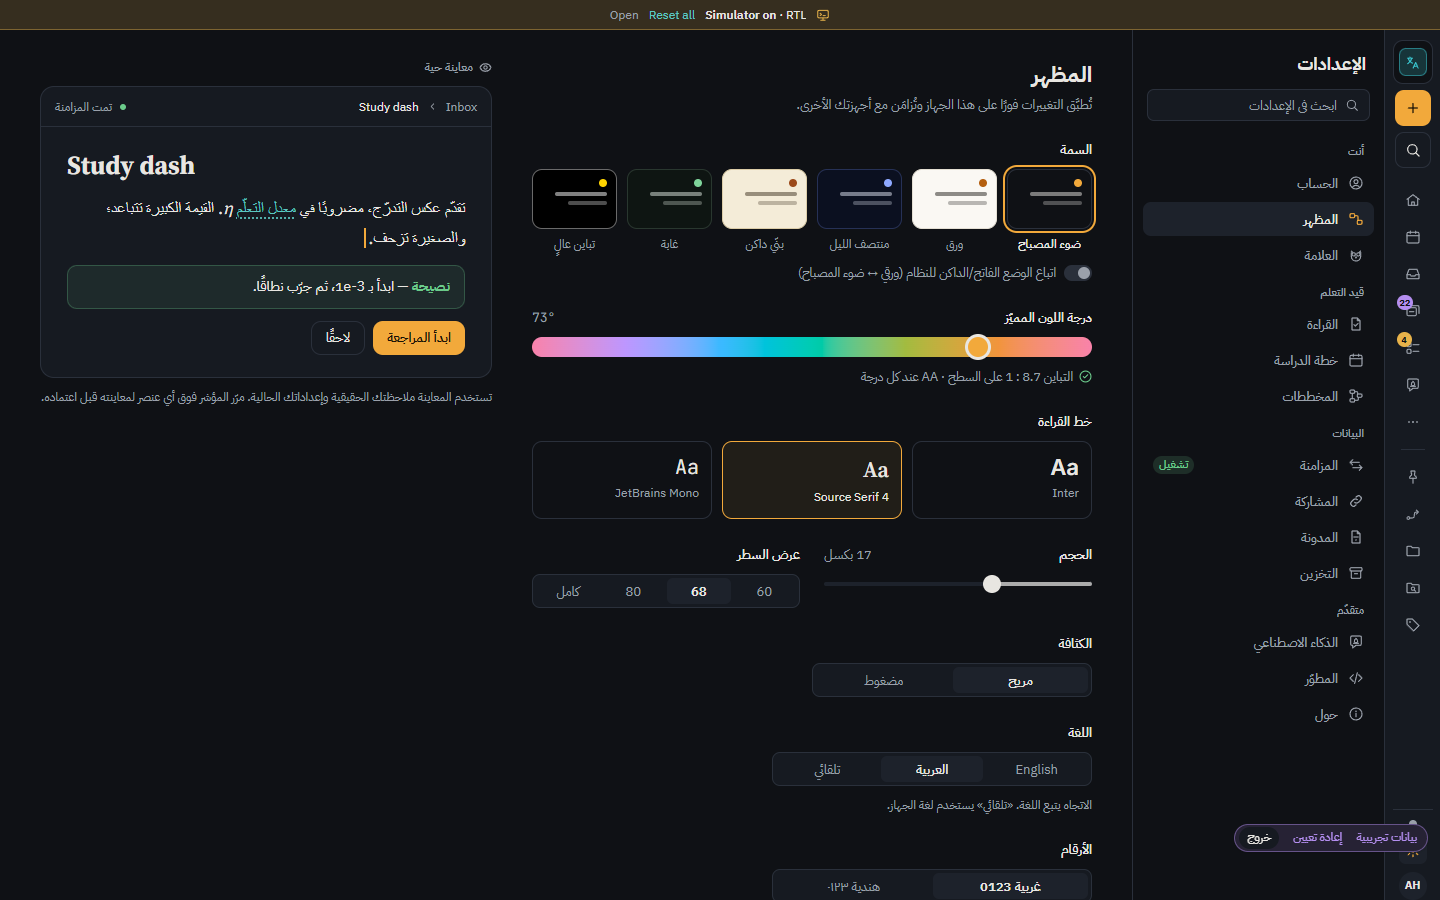 Open Reset all Simulator on · RTL
الإعدادات
ابحث في الإعدادات
أنت
الحساب
المظهر
العلامة
قيد التعلم
القراءة
خطة الدراسة
المخططات
البيانات
المزامنة تشغيل
المشاركة
المدونة
التخزين
متقدّم
الذكاء الاصطناعي
المطوّر
حول
22
4
بيانات تجريبية إعادة تعيين خروج
AH
المظهر
تُطبَّق التغييرات فورًا على هذا الجهاز وتُزامَن مع أجهزتك الأخرى.
السمة
ضوء المصباح ورق منتصف الليل بنّي داكن غابة تباين عالٍ
اتباع الوضع الفاتح/الداكن للنظام (ورقي ↔ ضوء المصباح)
درجة اللون المميّز 73°
التباين 8.7 : 1 على السطح · AA عند كل درجة
خط القراءة
Aa Aa Aa
Inter Source Serif 4 JetBrains Mono
الحجم 17 بكسل عرض السطر
60 68 80 كامل
الكثافة
مريح مضغوط
اللغة
English العربية تلقائي
الاتجاه يتبع اللغة. «تلقائي» يستخدم لغة الجهاز.
الأرقام
غربية 0123 هندية ٠١٢٣
معاينة حية
Inbox › Study dash تمت المزامنة
Study dash
تقدّم عكس التدرّج، مضروبًا في معدل التعلّم η. القيمة الكبيرة تتباعد؛
والصغيرة تزحف.
نصيحة — ابدأ بـ 1e-3، ثم جرّب نطاقًا.
ابدأ المراجعة لاحقًا
تستخدم المعاينة ملاحظتك الحقيقية وإعداداتك الحالية. مرّر المؤشر فوق أي عنصر لمعاينته قبل اعتماده.